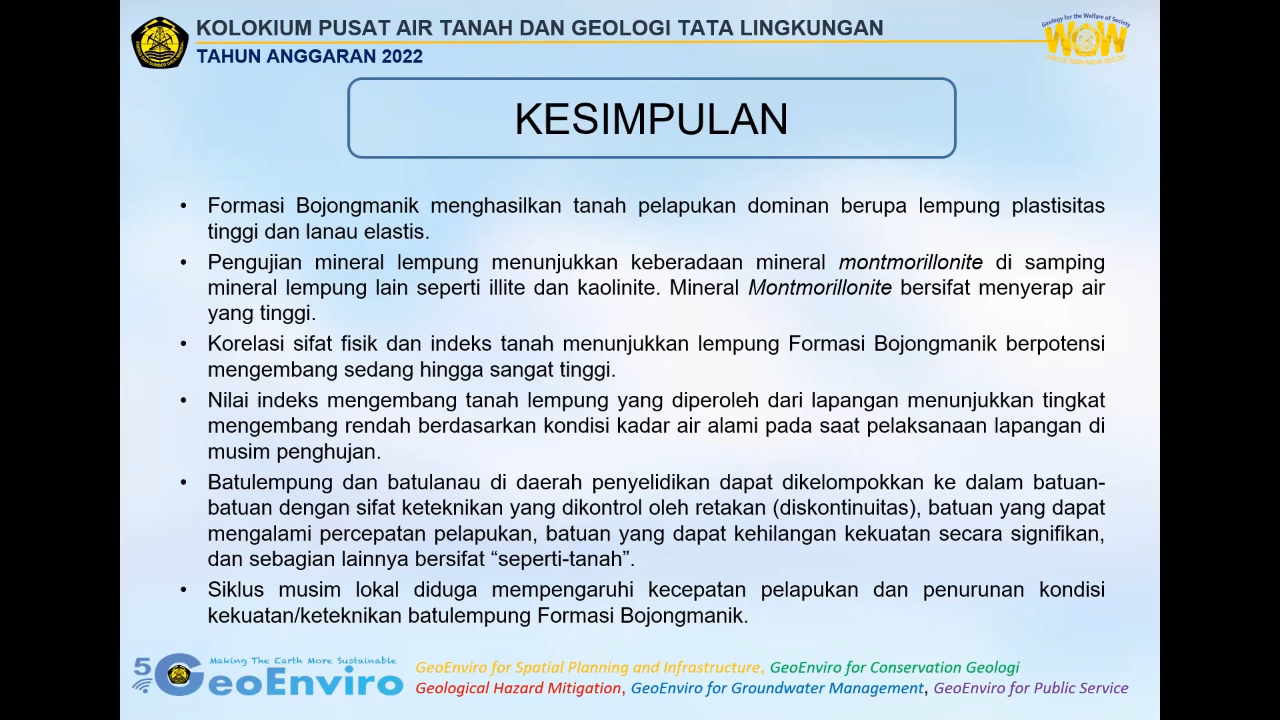 KOLOKIUM PUSAT AIR TANAH DAN GEOLOGI TATA LINGKUNGAN
TAHUN ANGGARAN 2022
Geology for the Welfare of Society
WOW
KESIMPULAN
• Formasi Bojongmanik menghasilkan tanah pelapukan dominan berupa lempung plastisitas
tinggi dan lanau elastis.
• Pengujian mineral lempung menunjukkan keberadaan mineral montmorillonite di samping
mineral lempung lain seperti illite dan kaolinite. Mineral Montmorillonite bersifat menyerap air
yang tinggi.
• Korelasi sifat fisik dan indeks tanah menunjukkan lempung Formasi Bojongmanik berpotensi
mengembang sedang hingga sangat tinggi.
• Nilai indeks mengembang tanah lempung yang diperoleh dari lapangan menunjukkan tingkat
mengembang rendah berdasarkan kondisi kadar air alami pada saat pelaksanaan lapangan di
musim penghujan.
• Batulempung dan batulanau di daerah penyelidikan dapat dikelompokkan ke dalam batuan-
batuan dengan sifat keteknikan yang dikontrol oleh retakan (diskontinuitas), batuan yang dapat
mengalami percepatan pelapukan, batuan yang dapat kehilangan kekuatan secara signifikan,
dan sebagian lainnya bersifat “seperti-tanah”.
• Siklus musim lokal diduga mempengaruhi kecepatan pelapukan dan penurunan kondisi
kekuatan/keteknikan batulempung Formasi Bojongmanik.
5 Making The Earth More Sustainable
GeoEnviro
GeoEnviro for Spatial Planning and Infrastructure, GeoEnviro for Conservation Geologi
Geological Hazard Mitigation, GeoEnviro for Groundwater Management, GeoEnviro for Public Service